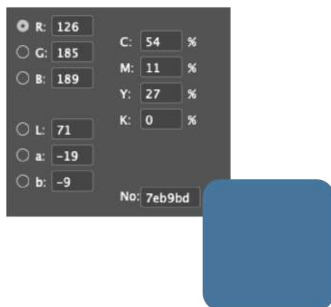 R: 126
G: 185
B: 189
L: 71
a: -19
b: -9
C: 54 %
M: 11 %
Y: 27 %
K: 0 %
No: 7eb9bd